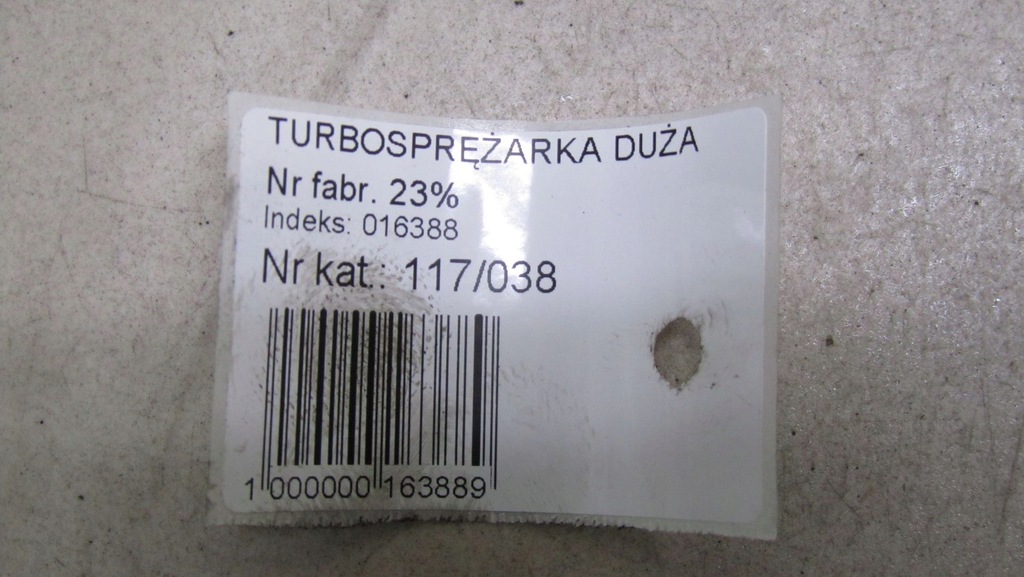 TURBOSPRĘŻARKA DUŻA
Nr fabr. 23%
Indeks: 016388
Nr kat.: 117/038
1 000000 163889